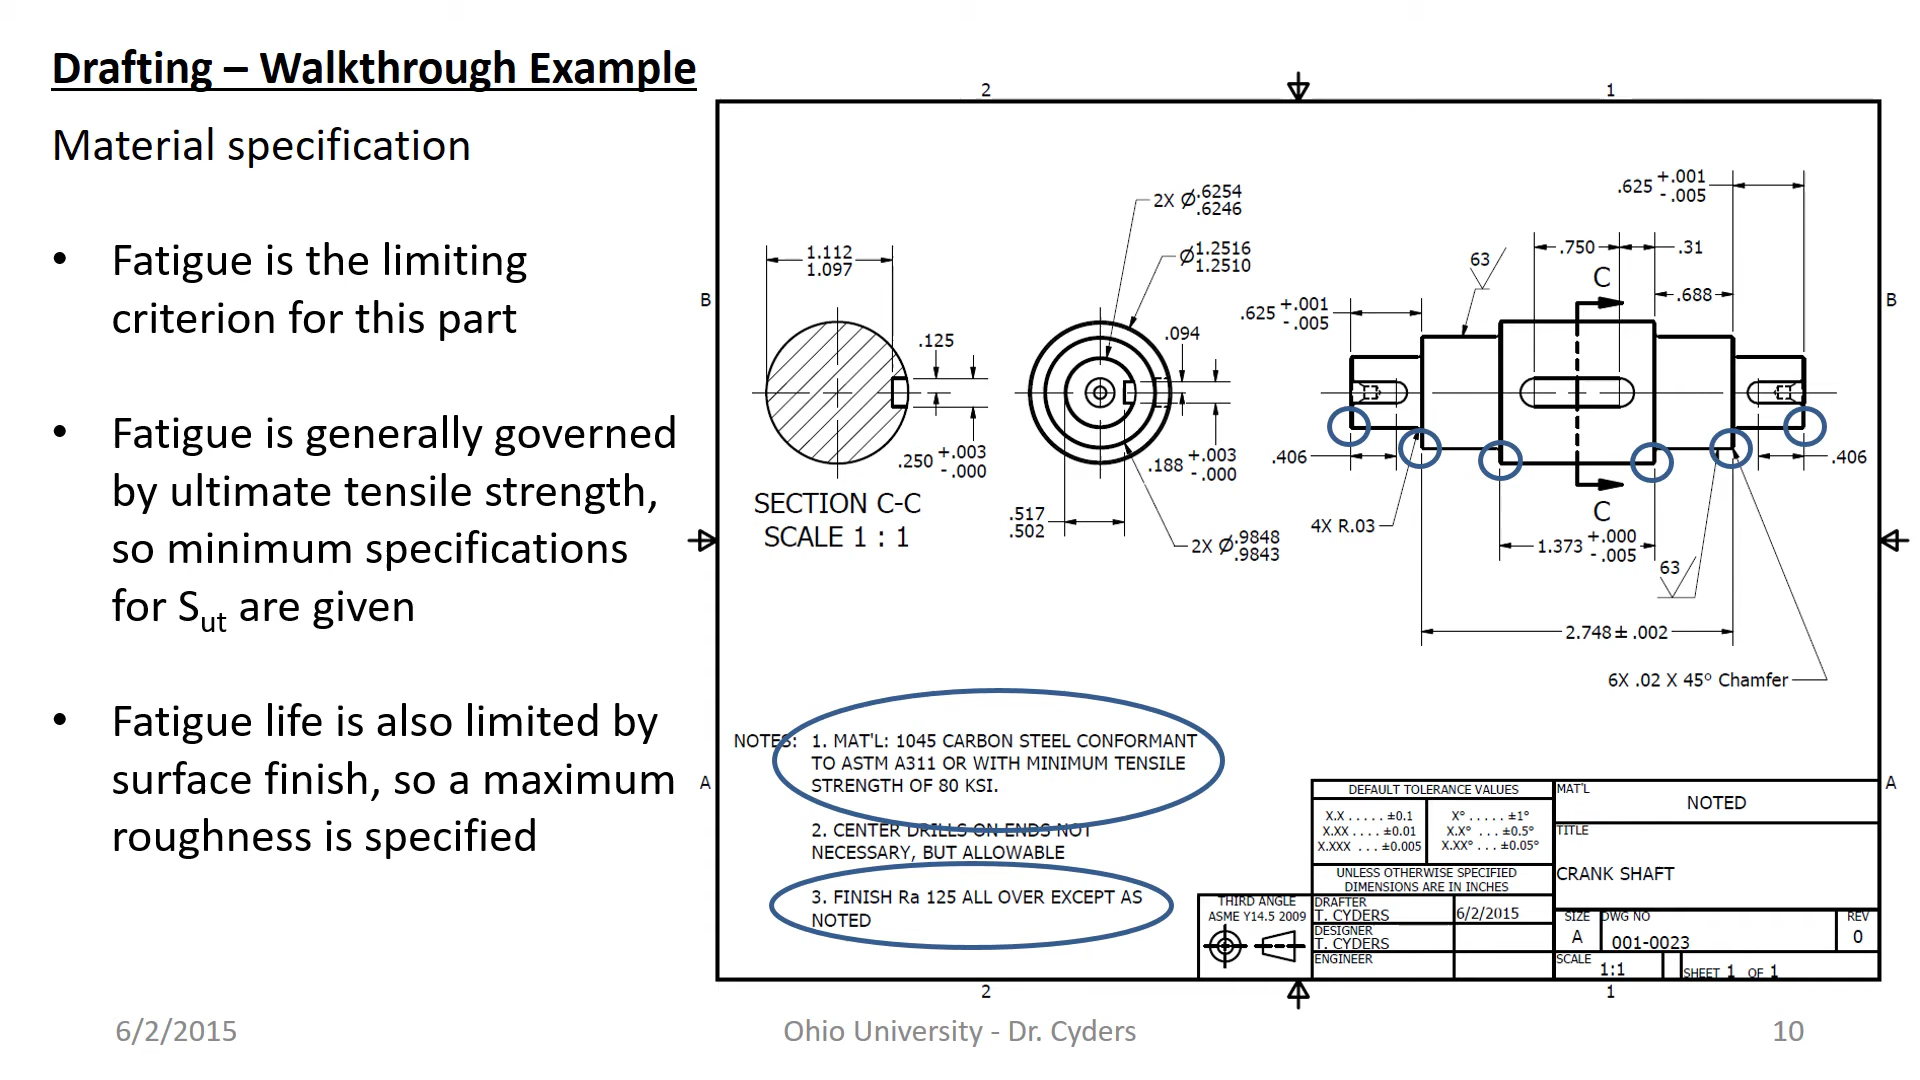 Drafting – Walkthrough Example
Material specification
• Fatigue is the limiting
criterion for this part
• Fatigue is generally governed
by ultimate tensile strength,
so minimum specifications
for Sut are given
• Fatigue life is also limited by
surface finish, so a maximum
roughness is specified
2
1
B
B
A
A
2
1
1.112
1.097
.125
.250 +.003
-.000
SECTION C-C
SCALE 1 : 1
2X Ø.6254
.6246
Ø1.2516
1.2510
.094
.188 +.003
-.000
.517
.502
2X Ø.9848
.9843
.625 +.001
-.005
.625 +.001
-.005
63
.750
.31
C
.688
.406
.406
4X R.03
C
1.373 +.000
-.005
63
2.748± .002
6X .02 X 45° Chamfer
NOTES: 1. MAT'L: 1045 CARBON STEEL CONFORMANT
TO ASTM A311 OR WITH MINIMUM TENSILE
STRENGTH OF 80 KSI.
2. CENTER DRILLS ON ENDS NOT
NECESSARY, BUT ALLOWABLE
3. FINISH Ra 125 ALL OVER EXCEPT AS
NOTED
DEFAULT TOLERANCE VALUES
X.X . . . . . ±0.1
X.XX . . . . ±0.01
X.XXX . . . ±0.005
X° . . . . . ±1°
X.X° . . . ±0.5°
X.XX° . . . ±0.05°
UNLESS OTHERWISE SPECIFIED
DIMENSIONS ARE IN INCHES
THIRD ANGLE
ASME Y14.5 2009
DRAFTER
T. CYDERS
6/2/2015
DESIGNER
T. CYDERS
ENGINEER
MAT'L
NOTED
TITLE
CRANK SHAFT
SIZE
A
DWG NO
001-0023
REV
0
SCALE
1:1
SHEET 1 OF 1
6/2/2015
Ohio University - Dr. Cyders
10